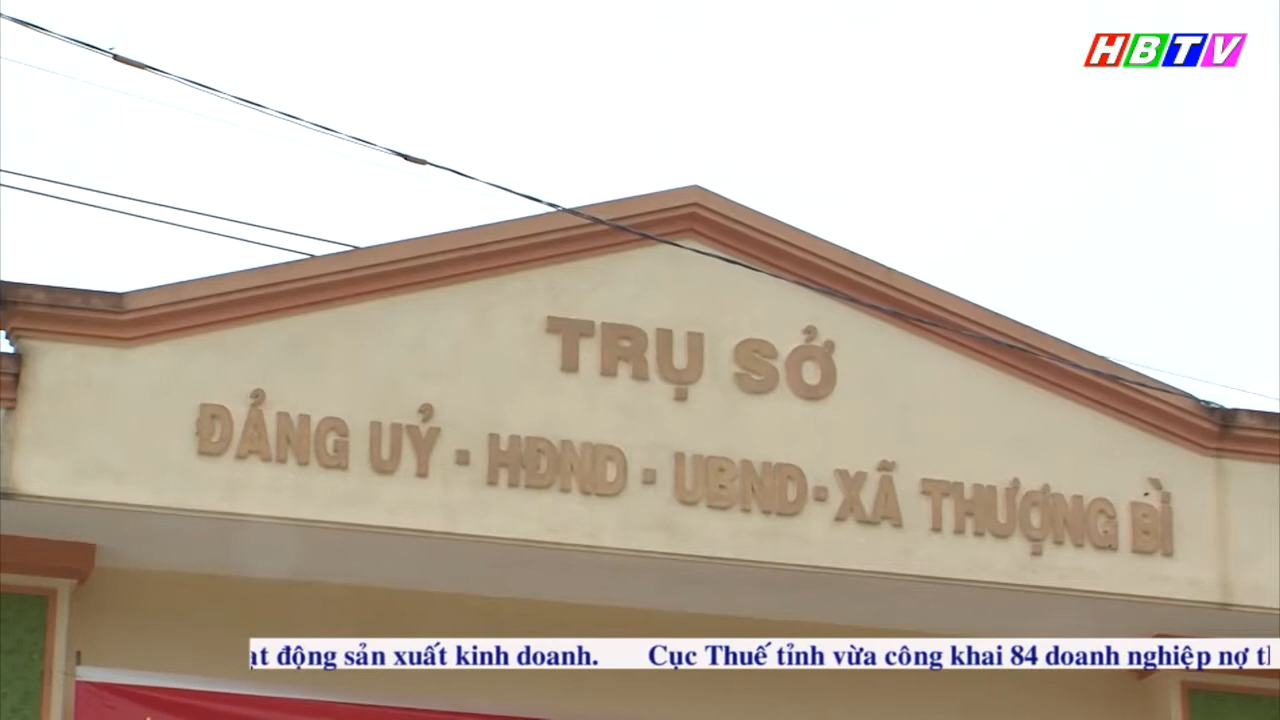 HBTV
TRỤ SỞ
ĐẢNG UỶ - HĐND - UBND - XÃ THƯỢNG BÌ
động sản xuất kinh doanh. Cục Thuế tỉnh vừa công khai 84 doanh nghiệp nợ